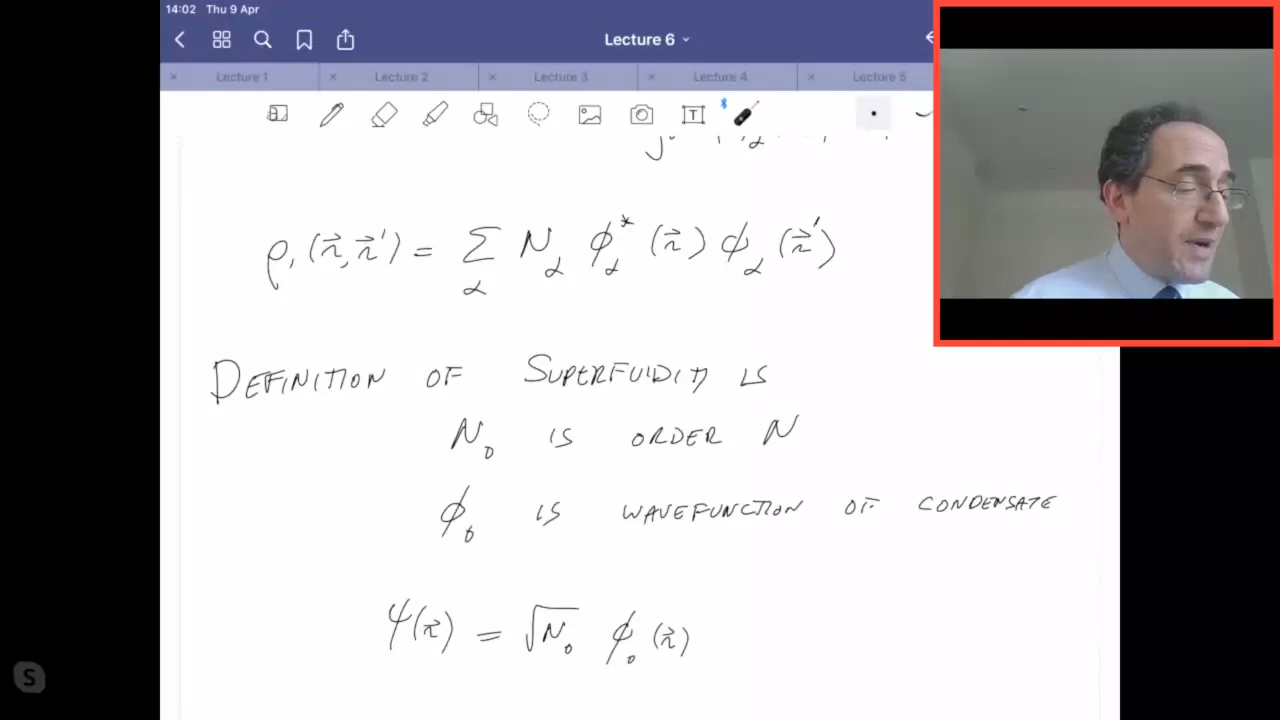 14:02 Thu 9 Apr
Lecture 6
Lecture 1 Lecture 2 Lecture 3 Lecture 4 Lecture 5
T
ρ₁(r⃗,r⃗') = Σ_α N_α ϕ*_α(r⃗) ϕ_α(r⃗')
DEFINITION OF SUPERFUIDITY IS
N₀ IS ORDER N
ϕ₀ IS WAVEFUNCTION OF CONDENSATE
Ψ(r⃗) = √N₀ ϕ₀(r⃗)
S